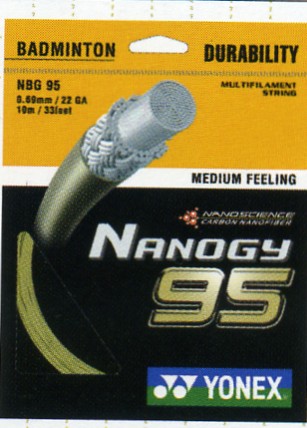 BADMINTON
DURABILITY
NBG 95
0.69mm / 22 GA
10m / 33feet
MULTIFILAMENT
STRING
MEDIUM FEELING
NANOSCIENCE
CARBON NANOFIBER
NANOGY
95
YONEX